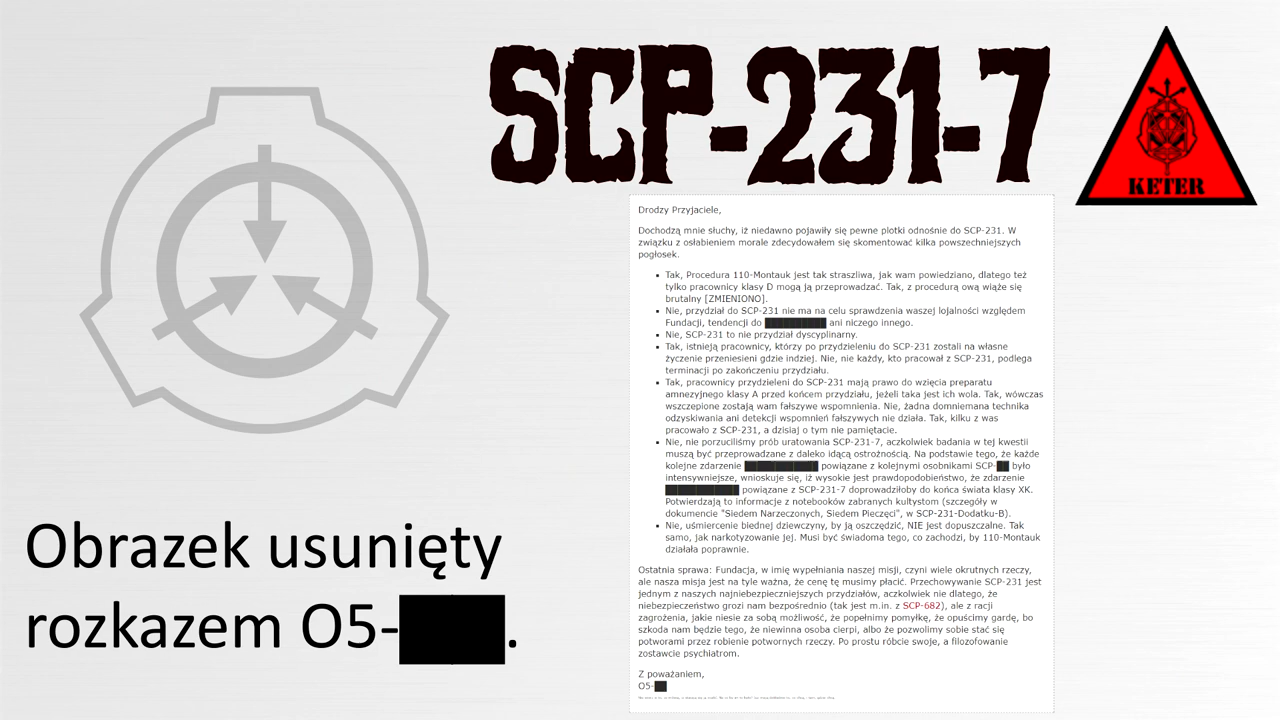 SCP-231-7
KETER
Drodzy Przyjaciele,
Dochodzą mnie słuchy, iż niedawno pojawiły się pewne plotki odnośnie do SCP-231. W
związku z osłabieniem morale zdecydowałem się skomentować kilka powszechniejszych
pogłosek.
Tak, Procedura 110-Montauk jest tak straszliwa, jak wam powiedziano, dlatego też
tylko pracownicy klasy D mogą ją przeprowadzać. Tak, z procedurą ową wiąże się
brutalny [ZMIENIONO].
Nie, przydział do SCP-231 nie ma na celu sprawdzenia waszej lojalności względem
Fundacji, tendencji do ██████████ ani niczego innego.
Nie, SCP-231 to nie przydział dyscyplinarny.
Tak, istnieją pracownicy, którzy po przydzieleniu do SCP-231 zostali na własne
życzenie przeniesieni gdzie indziej. Nie, nie każdy, kto pracował z SCP-231, podlega
terminacji po zakończeniu przydziału.
Tak, pracownicy przydzieleni do SCP-231 mają prawo do wzięcia preparatu
amnezyjnego klasy A przed końcem przydziału, jeżeli taka jest ich wola. Tak, wówczas
wszczepione zostają wam fałszywe wspomnienia. Nie, żadna domniemana technika
odzyskiwania ani detekcji wspomnień fałszywych nie działa. Tak, kilku z was
pracowało z SCP-231, a dzisiaj o tym nie pamiętacie.
Nie, nie porzuciliśmy prób uratowania SCP-231-7, aczkolwiek badania w tej kwestii
muszą być przeprowadzane z daleko idącą ostrożnością. Na podstawie tego, że każde
kolejne zdarzenie ████████████ powiązane z kolejnymi osobnikami SCP-██ było
intensywniejsze, wnioskuje się, iż wysokie jest prawdopodobieństwo, że zdarzenie
████████████ powiązane z SCP-231-7 doprowadziłoby do końca świata klasy XK.
Potwierdzają to informacje z notebooków zabranych kultystom (szczegóły w
dokumencie "Siedem Narzeczonych, Siedem Pieczęci", w SCP-231-Dodatku-B).
Nie, uśmiercenie biednej dziewczyny, by ją oszczędzić, NIE jest dopuszczalne. Tak
samo, jak narkotyzowanie jej. Musi być świadoma tego, co zachodzi, by 110-Montauk
działała poprawnie.
Ostatnia sprawa: Fundacja, w imię wypełniania naszej misji, czyni wiele okrutnych rzeczy,
ale nasza misja jest na tyle ważna, że cenę tę musimy płacić. Przechowywanie SCP-231 jest
jednym z naszych najniebezpieczniejszych przydziałów, aczkolwiek nie dlatego, że
niebezpieczeństwo grozi nam bezpośrednio (tak jest m.in. z SCP-682), ale z racji
zagrożenia, jakie niesie za sobą możliwość, że popełnimy pomyłkę, że opuścimy gardę, bo
szkoda nam będzie tego, że niewinna osoba cierpi, albo że pozwolimy sobie stać się
potworami przez robienie potwornych rzeczy. Po prostu róbcie swoje, a filozofowanie
zostawcie psychiatrom.
Z poważaniem,
O5-██
Obrazek usunięty
rozkazem O5-███.